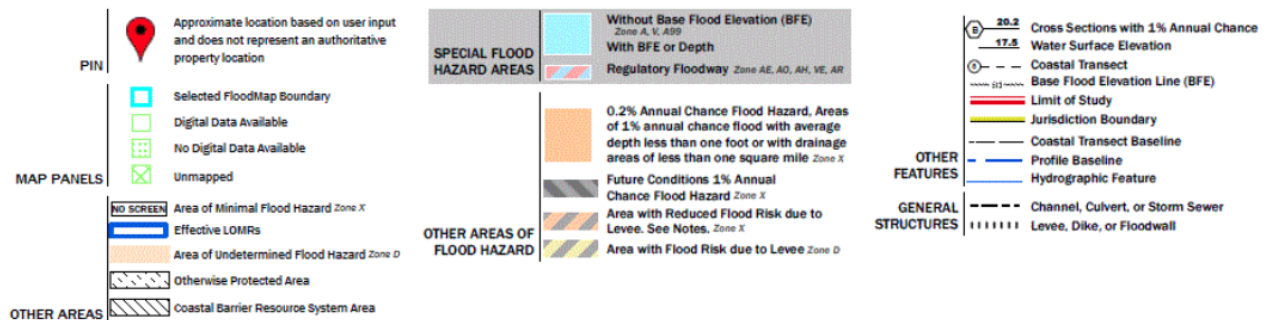 Approximate location based on user input
and does not represent an authoritative
property location
PIN
Selected FloodMap Boundary
Digital Data Available
No Digital Data Available
Unmapped
MAP PANELS
NO SCREEN Area of Minimal Flood Hazard Zone X
Effective LOMRs
Area of Undetermined Flood Hazard Zone D
Otherwise Protected Area
Coastal Barrier Resource System Area
OTHER AREAS
Without Base Flood Elevation (BFE)
Zone A, V, A99
With BFE or Depth
Regulatory Floodway Zone AE, AO, AH, VE, AR
SPECIAL FLOOD
HAZARD AREAS
0.2% Annual Chance Flood Hazard, Areas
of 1% annual chance flood with average
depth less than one foot or with drainage
areas of less than one square mile Zone X
Future Conditions 1% Annual
Chance Flood Hazard Zone X
Area with Reduced Flood Risk due to
Levee. See Notes. Zone X
Area with Flood Risk due to Levee Zone D
OTHER AREAS OF
FLOOD HAZARD
B 20.2 Cross Sections with 1% Annual Chance
17.5 Water Surface Elevation
8 Coastal Transect
Base Flood Elevation Line (BFE)
Limit of Study
Jurisdiction Boundary
Coastal Transect Baseline
Profile Baseline
Hydrographic Feature
OTHER
FEATURES
Channel, Culvert, or Storm Sewer
Levee, Dike, or Floodwall
GENERAL
STRUCTURES